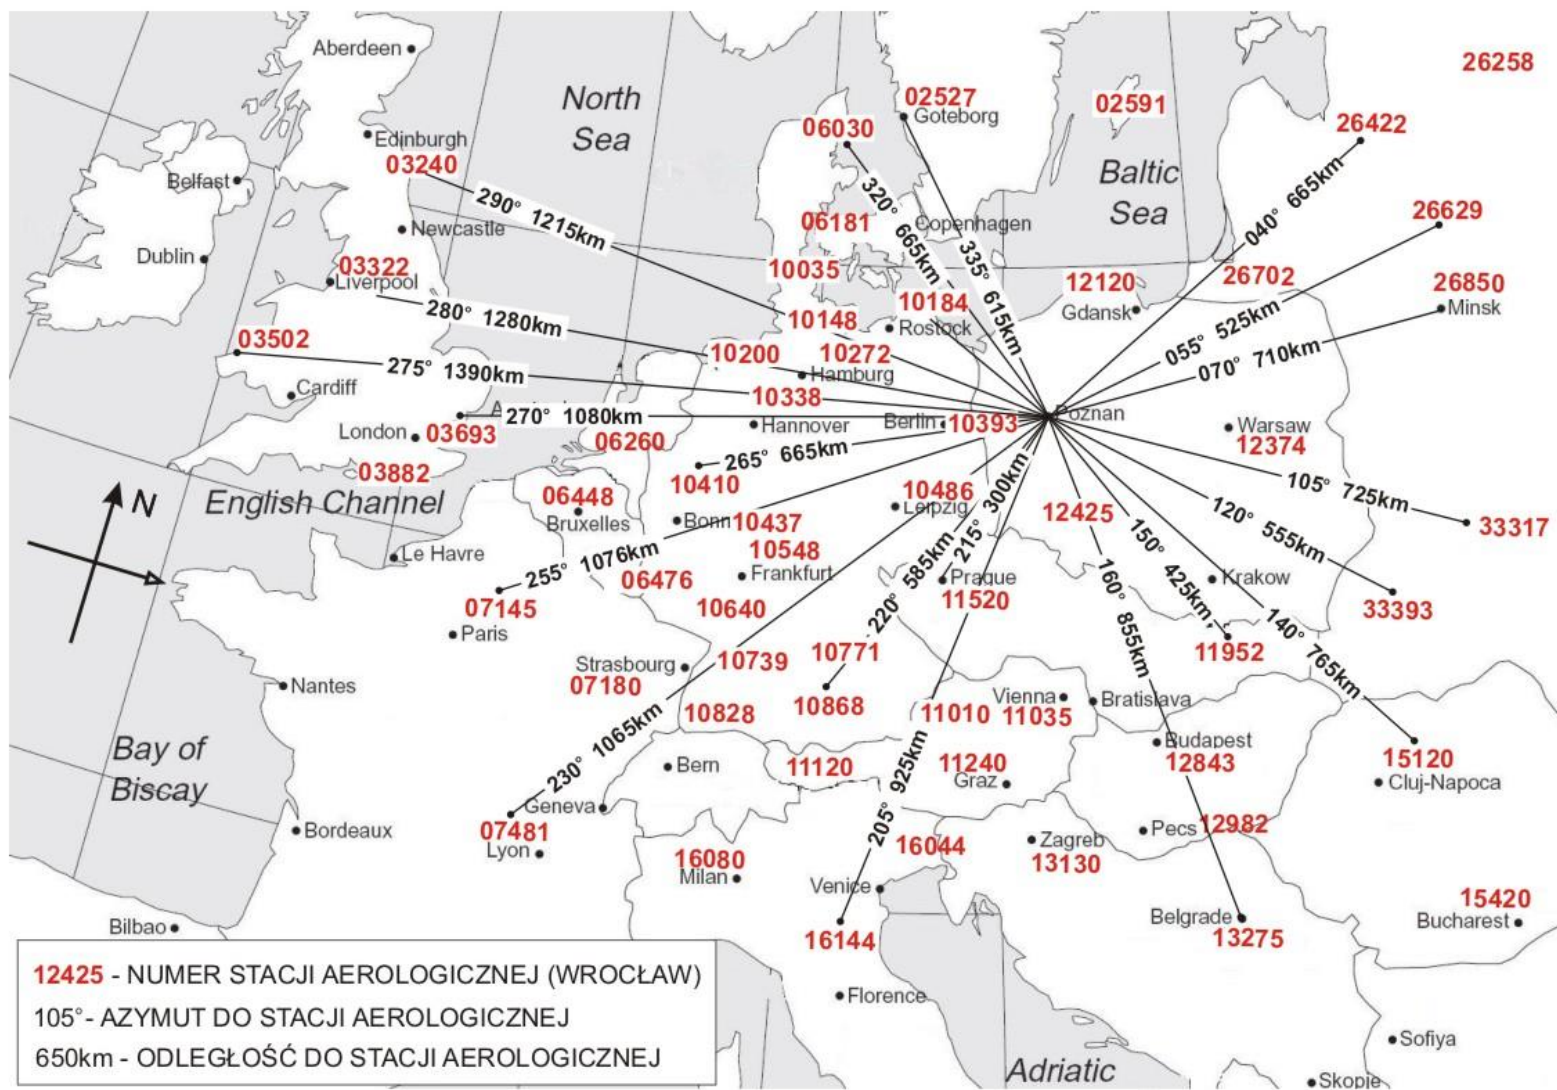 Aberdeen
26258
North
Sea
02527
02591
Goteborg
06030
26422
Edinburgh
03240
Belfast
Baltic
Sea
290° 1215km
320° 665km
335° 615km
040° 665km
26629
06181
Copenhagen
Newcastle
Dublin
03322
Liverpool
10035
12120
26702
26850
10184
Gdansk
Minsk
280° 1280km
10148
Rostock
03502
10200
10272
055° 525km
070° 710km
275° 1390km
Hamburg
Cardiff
10338
270° 1080km
Poznan
London
03693
06260
Hannover
Berlin
10393
Warsaw
12374
265° 665km
03882
10410
English Channel
06448
Bruxelles
10486
Leipzig
215° 300km
105° 725km
N
Bonn
10437
12425
120° 555km
33317
150° 425km
Le Havre
10548
Frankfurt
255° 1076km
06476
220° 585km
Prague
11520
Krakow
160° 855km
140° 765km
33393
07145
10640
Paris
11952
Strasbourg
10739
10771
07180
Nantes
10868
Vienna
Bratislava
10828
11010
11035
230° 1065km
Bay of
Biscay
Budapest
12843
15120
Cluj-Napoca
Bern
11120
11240
Graz
205° 925km
Geneva
07481
Lyon
Bordeaux
Pecs
12982
Zagreb
13130
16044
16080
Milan
Venice
15420
Bucharest
Belgrade
13275
Bilbao
16144
12425 - NUMER STACJI AEROLOGICZNEJ (WROCŁAW)
105°- AZYMUT DO STACJI AEROLOGICZNEJ
650km - ODLEGŁOŚĆ DO STACJI AEROLOGICZNEJ
Florence
Sofiya
Adriatic
Skopje